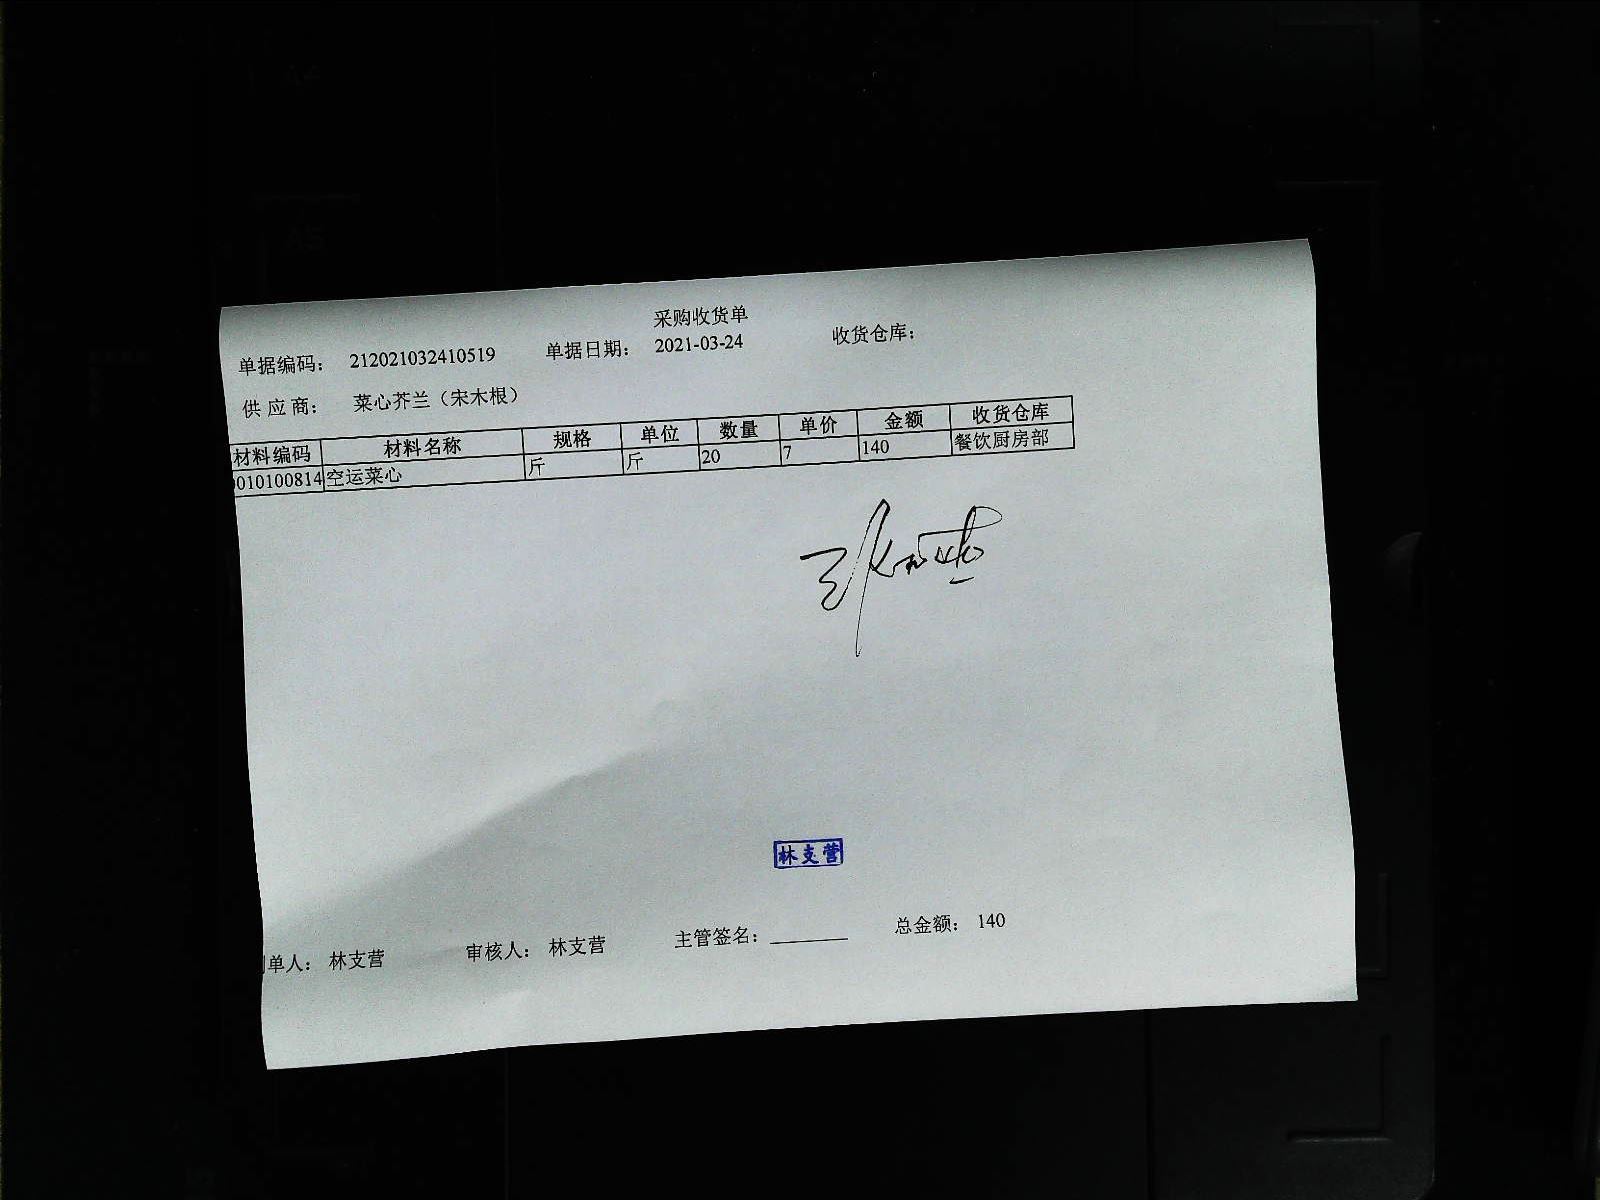 采购收货单
单据编码： 212021032410519 单据日期： 2021-03-24 收货仓库：
供 应 商： 菜心芥兰（宋木根）
材料编码 材料名称 规格 单位 数量 单价 金额 收货仓库
010100814 空运菜心 斤 斤 20 7 140 餐饮厨房部
林支营
单人： 林支营 审核人： 林支营 主管签名：________ 总金额： 140